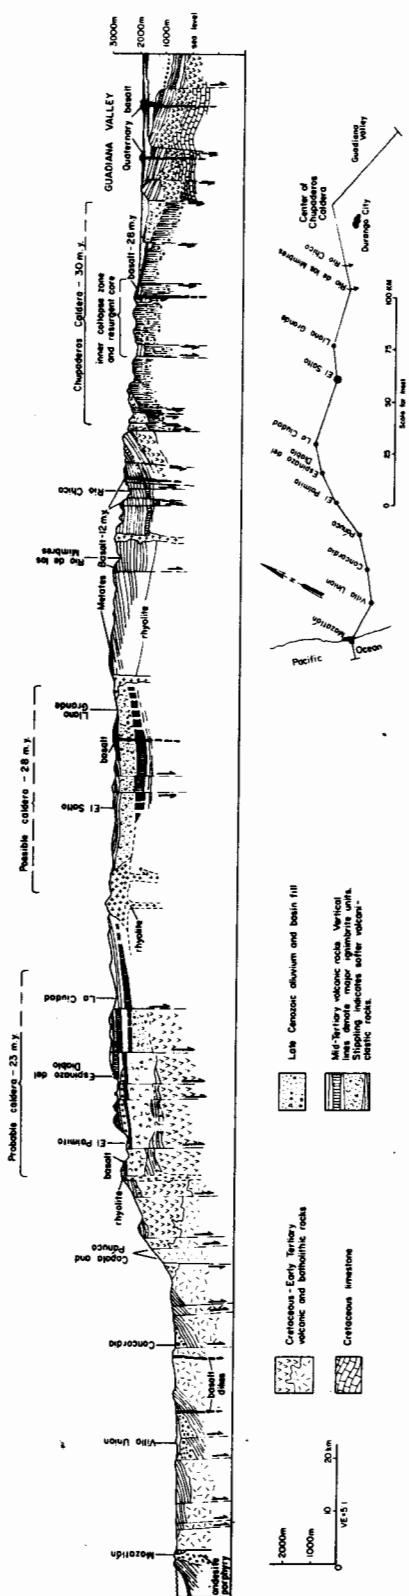 Probable caldera - 23 m.y.
Possible caldera - 28 m.y.
Chupaderos Caldera - 30 m.y.
inner collapse zone
and resurgent core
GUADIANA VALLEY
3000m
2000m
1000m
sea level
Mazatlán
Villa Union
Concordia
Copala and
Panuco
rhyolite
basalt
El Palmito
Espinazo del
Diablo
La Ciudad
El Salto
basalt
Llano
Grande
Metates
Rio de los
Mimbres
Basalt-12 m.y.
Rio Chico
basalt-28 m.y.
Quaternary basalt
andesite
porphyry
basalt
dikes
rhyolite
rhyolite
2000m
1000m
0
10
20 km
VE=5:1
Cretaceous-Early Tertiary
volcanic and batholithic rocks
Cretaceous limestone
Late Cenozoic alluvium and basin fill
Mid-Tertiary volcanic rocks. Vertical
lines denote major ignimbrite units.
Stippling indicates softer volcani-
clastic rocks.
Pacific
Ocean
Mazatlán
Villa Union
Concordia
Panuco
El Palmito
Espinazo del
Diablo
La Ciudad
El Salto
Llano Grande
Rio de los Mimbres
Rio Chico
Center of
Chupaderos
Caldera
Durango City
Guadiana
Valley
N
0
25
50
75
100 KM